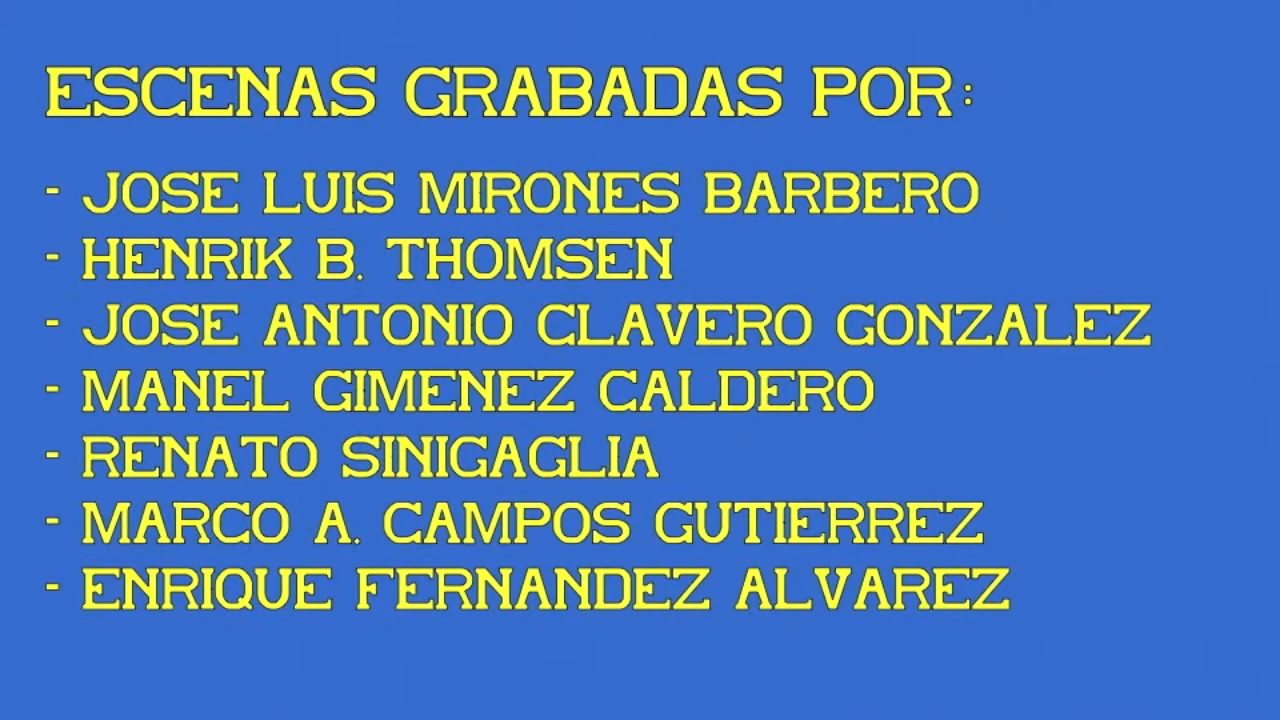 ESCENAS GRABADAS POR:
- JOSE LUIS MIRONES BARBERO
- HENRIK B. THOMSEN
- JOSE ANTONIO CLAVERO GONZALEZ
- MANEL GIMENEZ CALDERO
- RENATO SINIGAGLIA
- MARCO A. CAMPOS GUTIERREZ
- ENRIQUE FERNANDEZ ALVAREZ